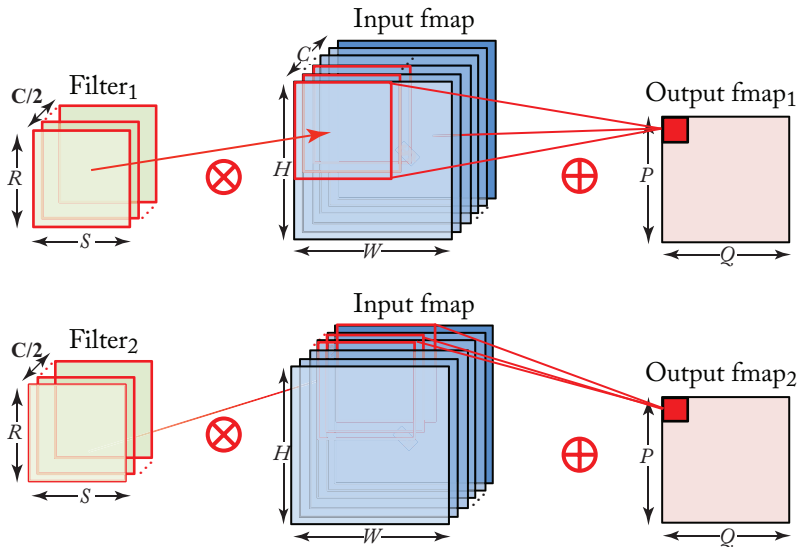 Input fmap
C
C/2
Filter1
R
S
H
W
Output fmap1
P
Q
Input fmap
C/2
Filter2
R
S
H
W
Output fmap2
P
Q